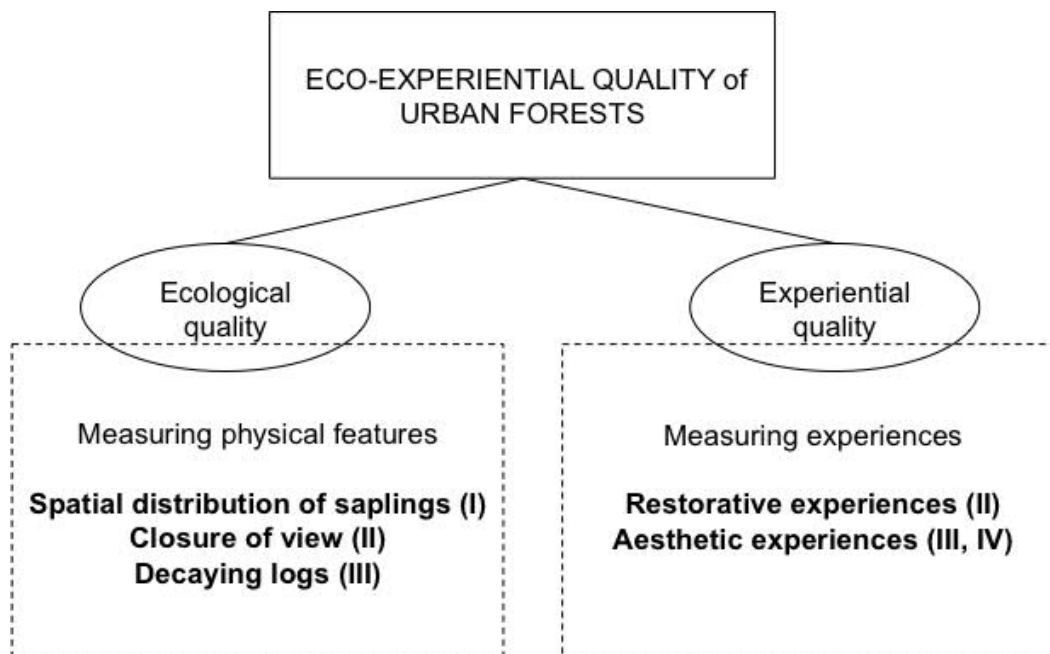 ECO-EXPERIENTIAL QUALITY of
URBAN FORESTS
Ecological
quality
Experiential
quality
Measuring physical features
Spatial distribution of saplings (I)
Closure of view (II)
Decaying logs (III)
Measuring experiences
Restorative experiences (II)
Aesthetic experiences (III, IV)